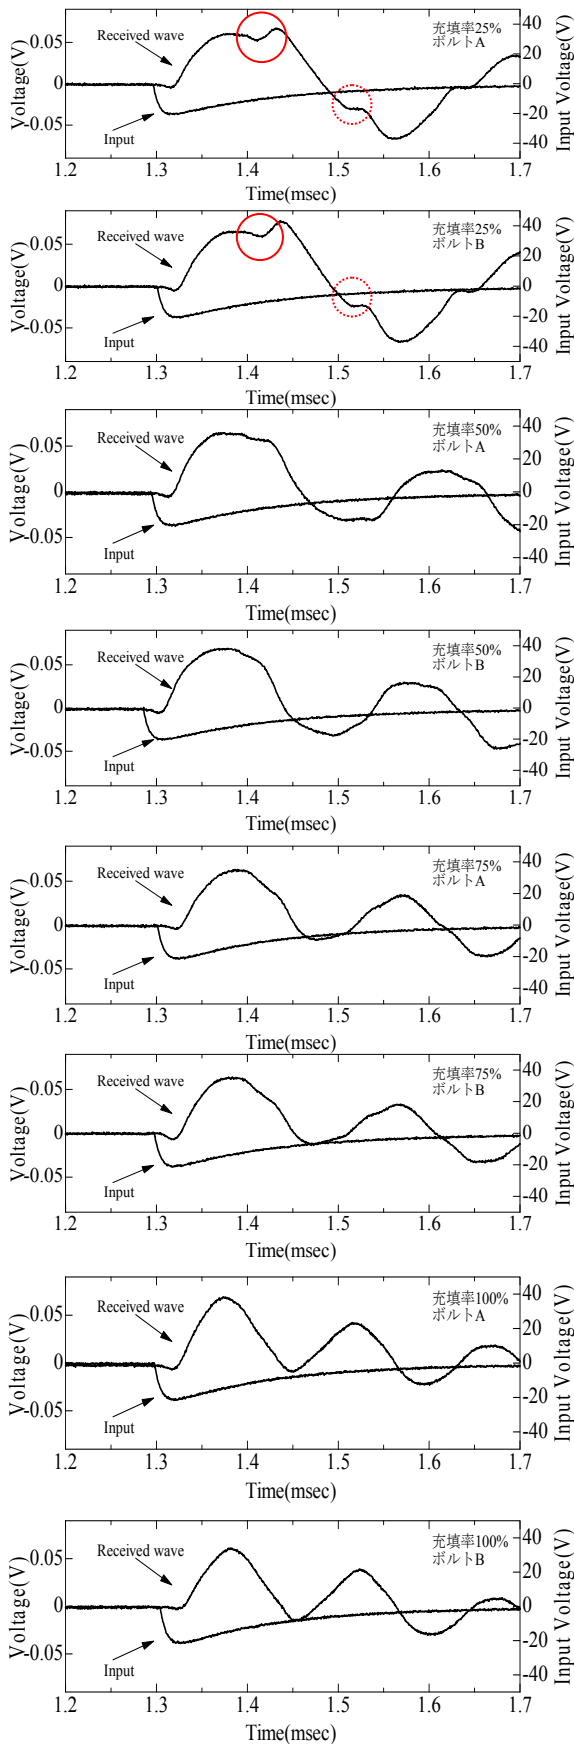 充填率25%
ボルトA
Received wave
Input
Voltage(V)
0.05
0
-0.05
40
20
0
-20
-40
Input Voltage(V)
1.2 1.3 1.4 1.5 1.6 1.7
Time(msec)
充填率25%
ボルトB
Received wave
Input
Voltage(V)
0.05
0
-0.05
40
20
0
-20
-40
Input Voltage(V)
1.2 1.3 1.4 1.5 1.6 1.7
Time(msec)
充填率50%
ボルトA
Received wave
Input
Voltage(V)
0.05
0
-0.05
40
20
0
-20
-40
Input Voltage(V)
1.2 1.3 1.4 1.5 1.6 1.7
Time(msec)
充填率50%
ボルトB
Received wave
Input
Voltage(V)
0.05
0
-0.05
40
20
0
-20
-40
Input Voltage(V)
1.2 1.3 1.4 1.5 1.6 1.7
Time(msec)
充填率75%
ボルトA
Received wave
Input
Voltage(V)
0.05
0
-0.05
40
20
0
-20
-40
Input Voltage(V)
1.2 1.3 1.4 1.5 1.6 1.7
Time(msec)
充填率75%
ボルトB
Received wave
Input
Voltage(V)
0.05
0
-0.05
40
20
0
-20
-40
Input Voltage(V)
1.2 1.3 1.4 1.5 1.6 1.7
Time(msec)
充填率100%
ボルトA
Received wave
Input
Voltage(V)
0.05
0
-0.05
40
20
0
-20
-40
Input Voltage(V)
1.2 1.3 1.4 1.5 1.6 1.7
Time(msec)
充填率100%
ボルトB
Received wave
Input
Voltage(V)
0.05
0
-0.05
40
20
0
-20
-40
Input Voltage(V)
1.2 1.3 1.4 1.5 1.6 1.7
Time(msec)